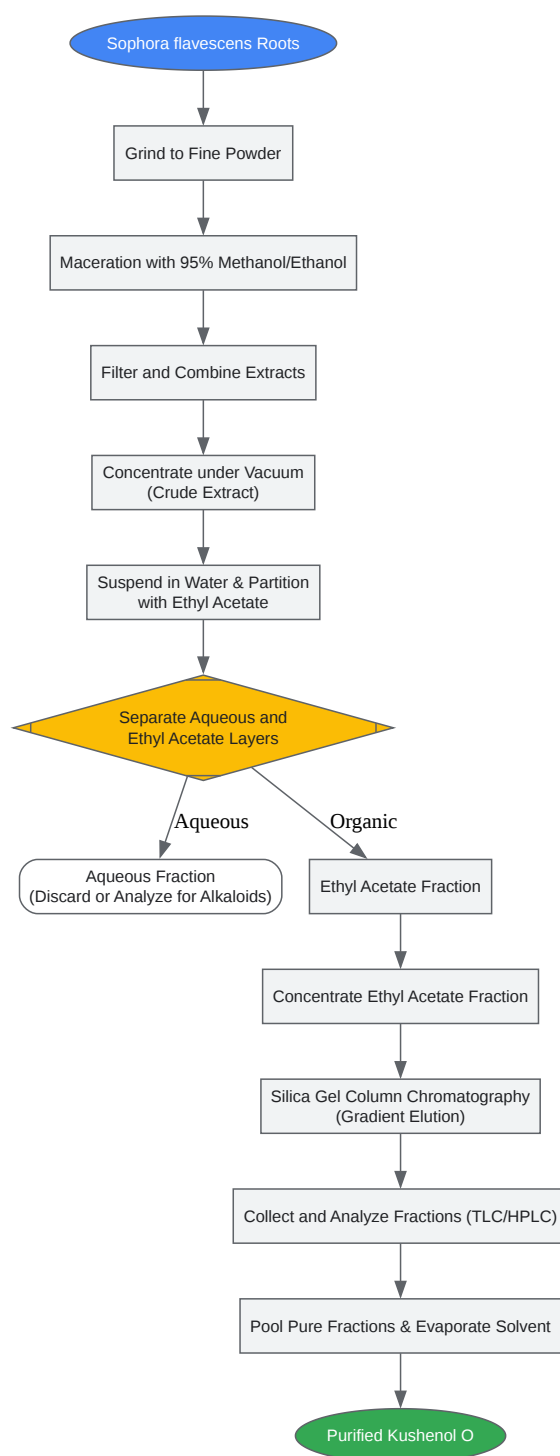 Sophora flavescens Roots
Grind to Fine Powder
Maceration with 95% Methanol/Ethanol
Filter and Combine Extracts
Concentrate under Vacuum
(Crude Extract)
Suspend in Water & Partition
with Ethyl Acetate
Separate Aqueous and
Ethyl Acetate Layers
Aqueous
Organic
Aqueous Fraction
(Discard or Analyze for Alkaloids)
Ethyl Acetate Fraction
Concentrate Ethyl Acetate Fraction
Silica Gel Column Chromatography
(Gradient Elution)
Collect and Analyze Fractions (TLC/HPLC)
Pool Pure Fractions & Evaporate Solvent
Purified Kushenol O